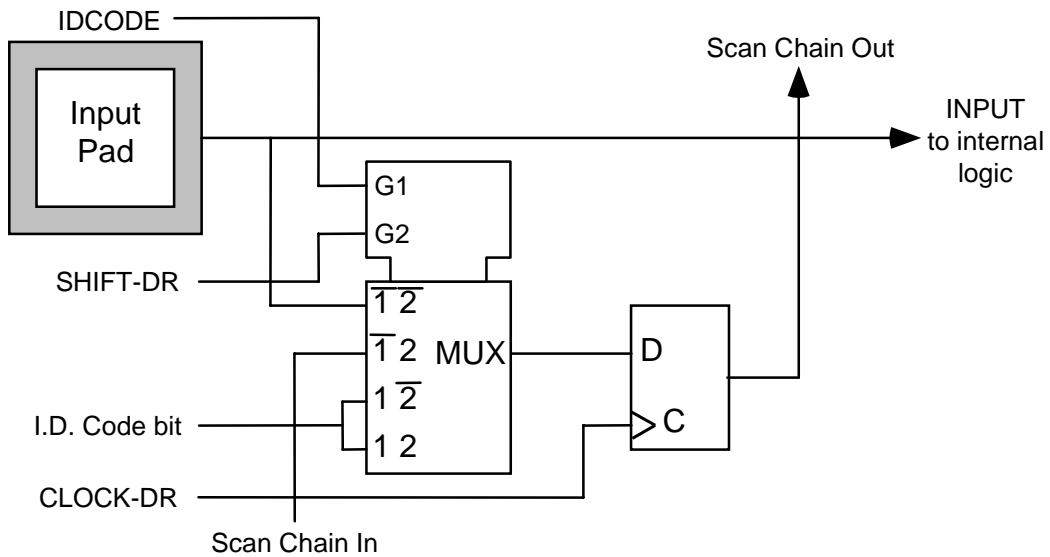 IDCODE
Scan Chain Out
Input
Pad
INPUT
to internal
logic
G1
G2
SHIFT-DR
1̅ 2̅
1̅ 2
MUX
D
1 2̅
I.D. Code bit
C
1 2
CLOCK-DR
Scan Chain In